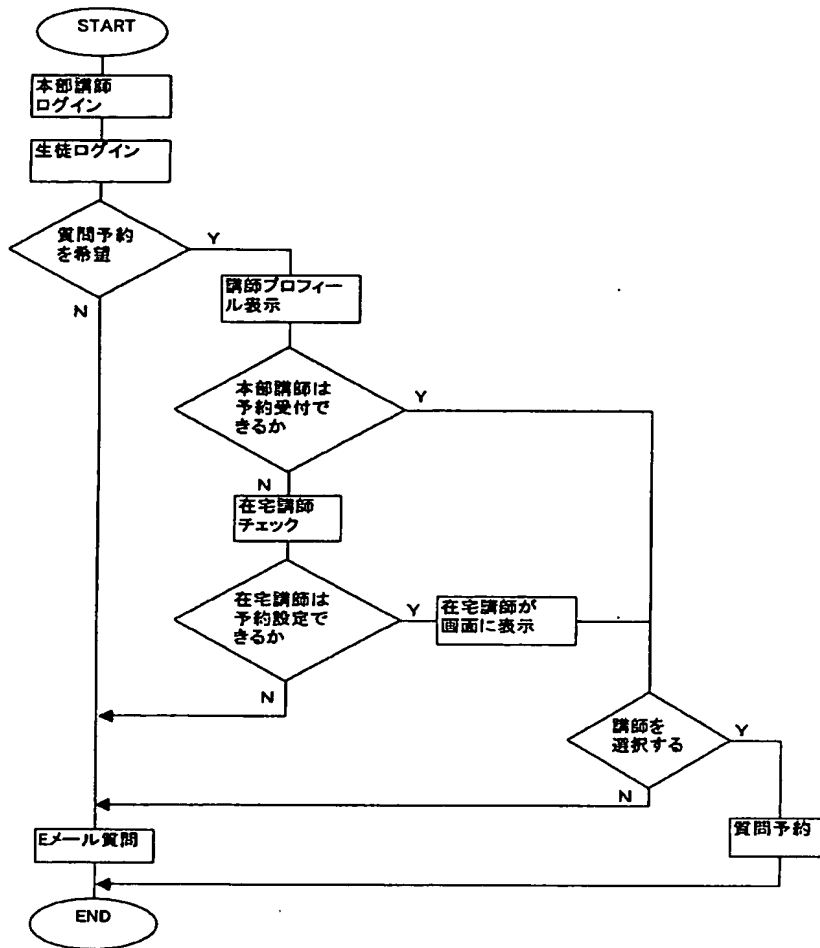 START
本部講師
ログイン
生徒ログイン
質問予約
を希望
Y
N
講師プロフィー
ル表示
本部講師は
予約受付で
きるか
Y
N
在宅講師
チェック
在宅講師は
予約設定で
きるか
Y
在宅講師が
画面に表示
N
講師を
選択する
Y
N
質問予約
Eメール質問
END